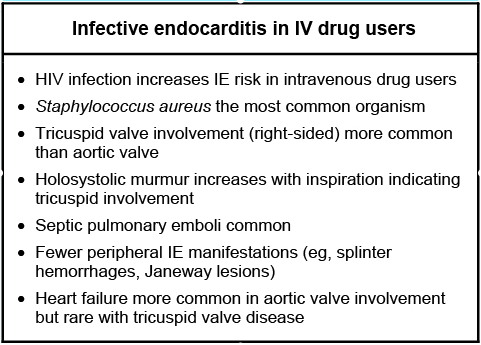 Infective endocarditis in IV drug users
• HIV infection increases IE risk in intravenous drug users
• Staphylococcus aureus the most common organism
• Tricuspid valve involvement (right-sided) more common
than aortic valve
• Holosystolic murmur increases with inspiration indicating
tricuspid involvement
• Septic pulmonary emboli common
• Fewer peripheral IE manifestations (eg, splinter
hemorrhages, Janeway lesions)
• Heart failure more common in aortic valve involvement
but rare with tricuspid valve disease